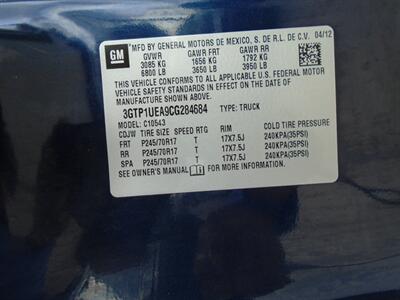 GM MFD BY GENERAL MOTORS DE MEXICO, S. DE R.L. DE C.V. 04/12
GVWR GAWR FRT GAWR RR
3085 KG 1656 KG 1792 KG
6800 LB 3650 LB 3950 LB
THIS VEHICLE CONFORMS TO ALL APPLICABLE U.S. FEDERAL MOTOR
VEHICLE SAFETY STANDARDS IN EFFECT ON THE DATE OF
MANUFACTURE SHOWN ABOVE.
3GTP1UEA9CG284684 TYPE: TRUCK
MODEL: C10543
CDJW TIRE SIZE SPEED RTG RIM COLD TIRE PRESSURE
FRT P245/70R17 T 17X7.5J 240KPA(35PSI)
RR P245/70R17 T 17X7.5J 240KPA(35PSI)
SPA P245/70R17 T 17X7.5J 240KPA(35PSI)
SEE OWNER'S MANUAL FOR MORE INFORMATION.